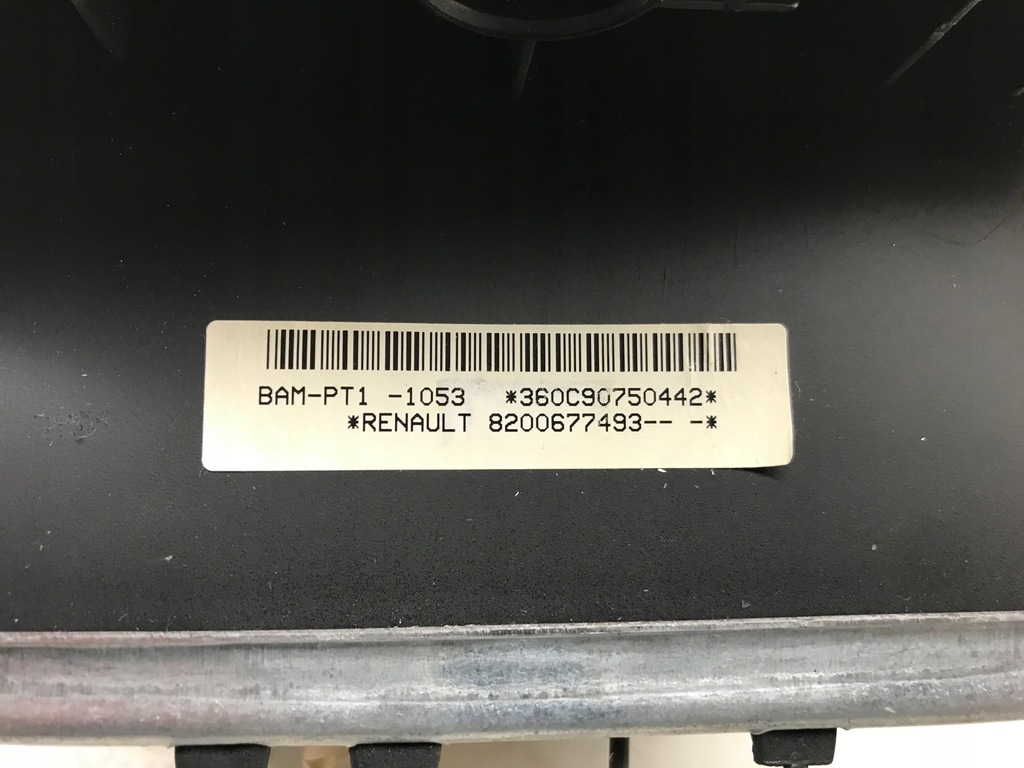 BAM-PT1 -1053 *360C90750442*
*RENAULT 8200677493-- -*